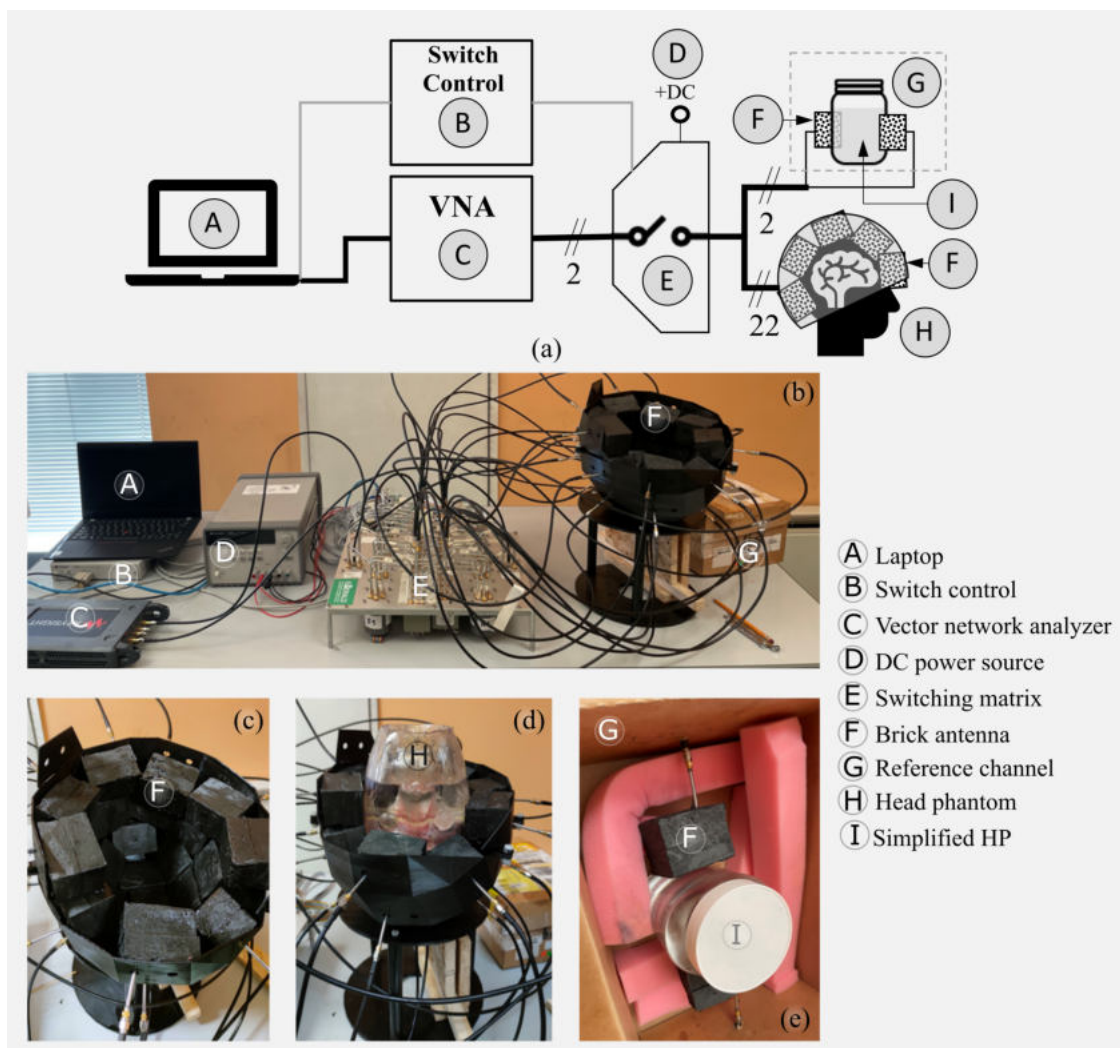 Switch
Control
B
D
+DC
G
F
A
VNA
C
2
E
2
I
F
22
H
(a)
(b)
F
A
D
B
G
E
C
A Laptop
B Switch control
C Vector network analyzer
D DC power source
E Switching matrix
F Brick antenna
G Reference channel
H Head phantom
I Simplified HP
(c)
F
(d)
H
G
F
I
(e)